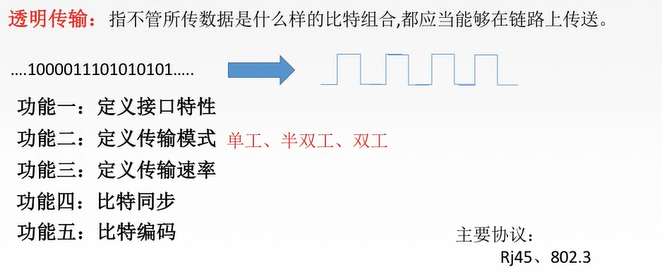 透明传输：指不管所传数据是什么样的比特组合,都应当能够在链路上传送。
....1000011101010101.....
功能一：定义接口特性
功能二：定义传输模式 单工、半双工、双工
功能三：定义传输速率
功能四：比特同步
功能五：比特编码
主要协议：
Rj45、802.3